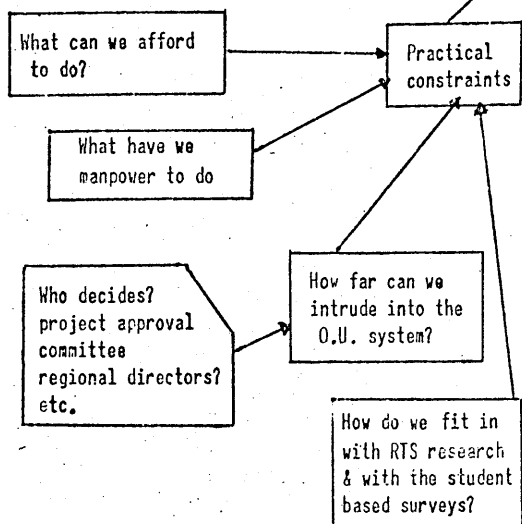 What can we afford
to do?
Practical
constraints
What have we
manpower to do
Who decides?
project approval
committee
regional directors?
etc.
How far can we
intrude into the
O.U. system?
How do we fit in
with RTS research
& with the student
based surveys?